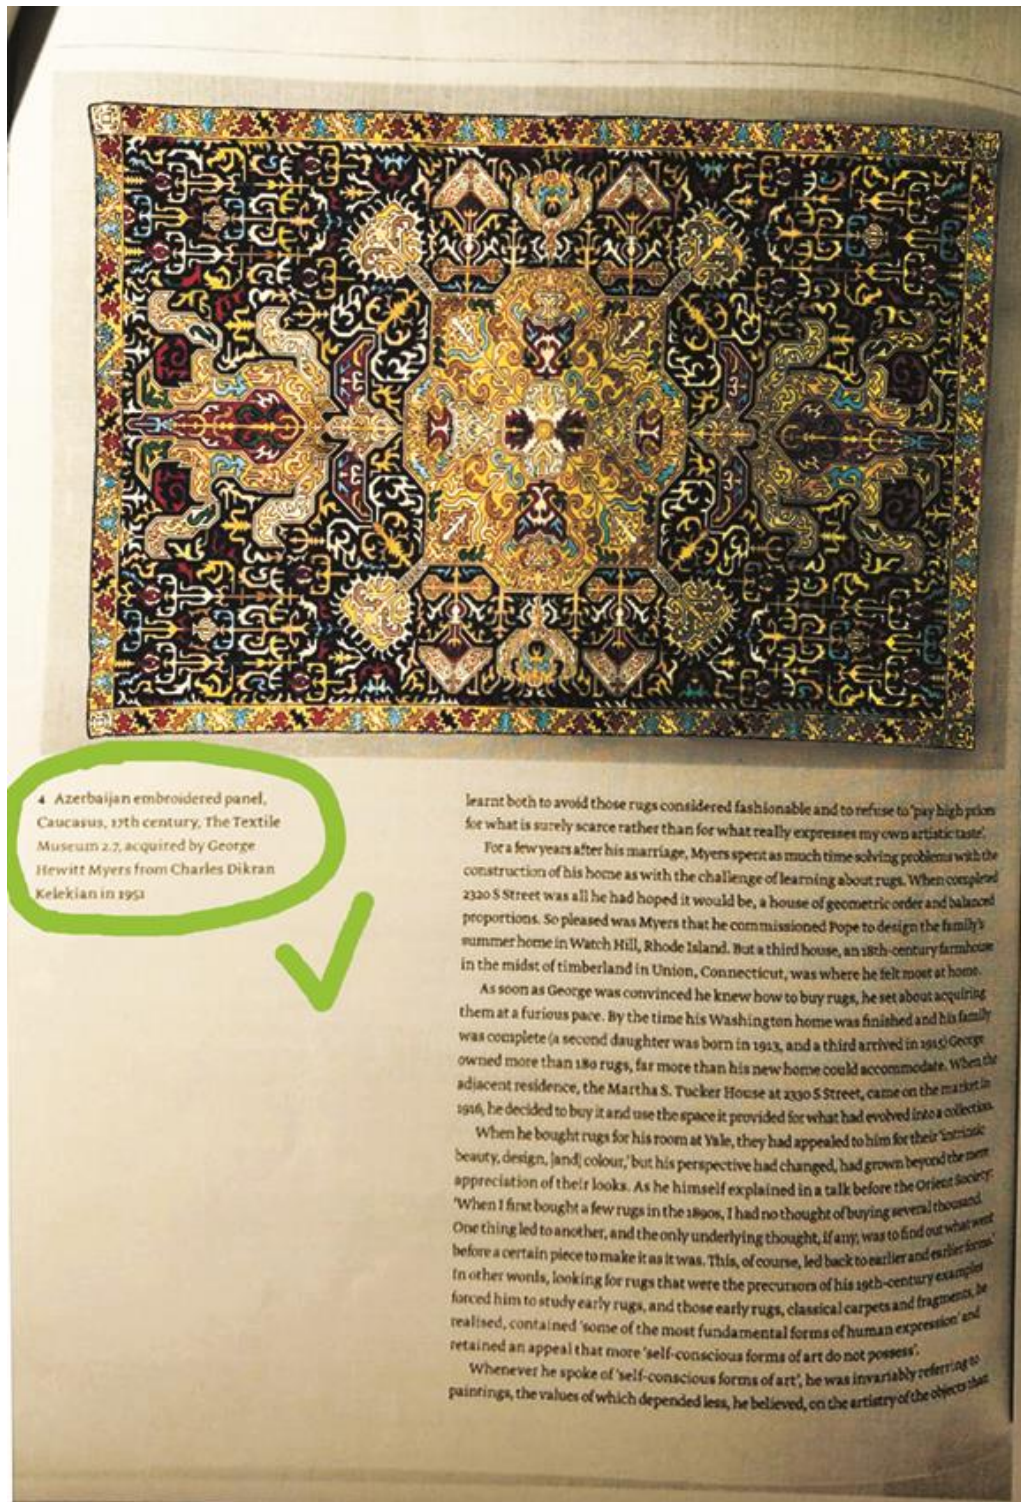 4 Azerbaijan embroidered panel,
Caucasus, 17th century, The Textile
Museum 2.7, acquired by George
Hewitt Myers from Charles Dikran
Kelekian in 1951
learnt both to avoid those rugs considered fashionable and to refuse to 'pay high prices
for what is surely scarce rather than for what really expresses my own artistic taste'.
For a few years after his marriage, Myers spent as much time solving problems with the
construction of his home as with the challenge of learning about rugs. When completed
2320 S Street was all he had hoped it would be, a house of geometric order and balanced
proportions. So pleased was Myers that he commissioned Pope to design the family's
summer home in Watch Hill, Rhode Island. But a third house, an 18th-century farmhouse
in the midst of timberland in Union, Connecticut, was where he felt most at home.
As soon as George was convinced he knew how to buy rugs, he set about acquiring
them at a furious pace. By the time his Washington home was finished and his family
was complete (a second daughter was born in 1913, and a third arrived in 1915) George
owned more than 180 rugs, far more than his new home could accommodate. When the
adjacent residence, the Martha S. Tucker House at 2330 S Street, came on the market in
1916, he decided to buy it and use the space it provided for what had evolved into a collection.
When he bought rugs for his room at Yale, they had appealed to him for their 'intrinsic
beauty, design, [and] colour,' but his perspective had changed, had grown beyond the mere
appreciation of their looks. As he himself explained in a talk before the Orient Society:
'When I first bought a few rugs in the 1890s, I had no thought of buying several thousand.
One thing led to another, and the only underlying thought, if any, was to find out what went
before a certain piece to make it as it was. This, of course, led back to earlier and earlier forms.'
In other words, looking for rugs that were the precursors of his 19th-century examples
forced him to study early rugs, and those early rugs, classical carpets and fragments, he
realised, contained 'some of the most fundamental forms of human expression' and
retained an appeal that more 'self-conscious forms of art do not possess'.
Whenever he spoke of 'self-conscious forms of art', he was invariably referring to
paintings, the values of which depended less, he believed, on the artistry of the objects than